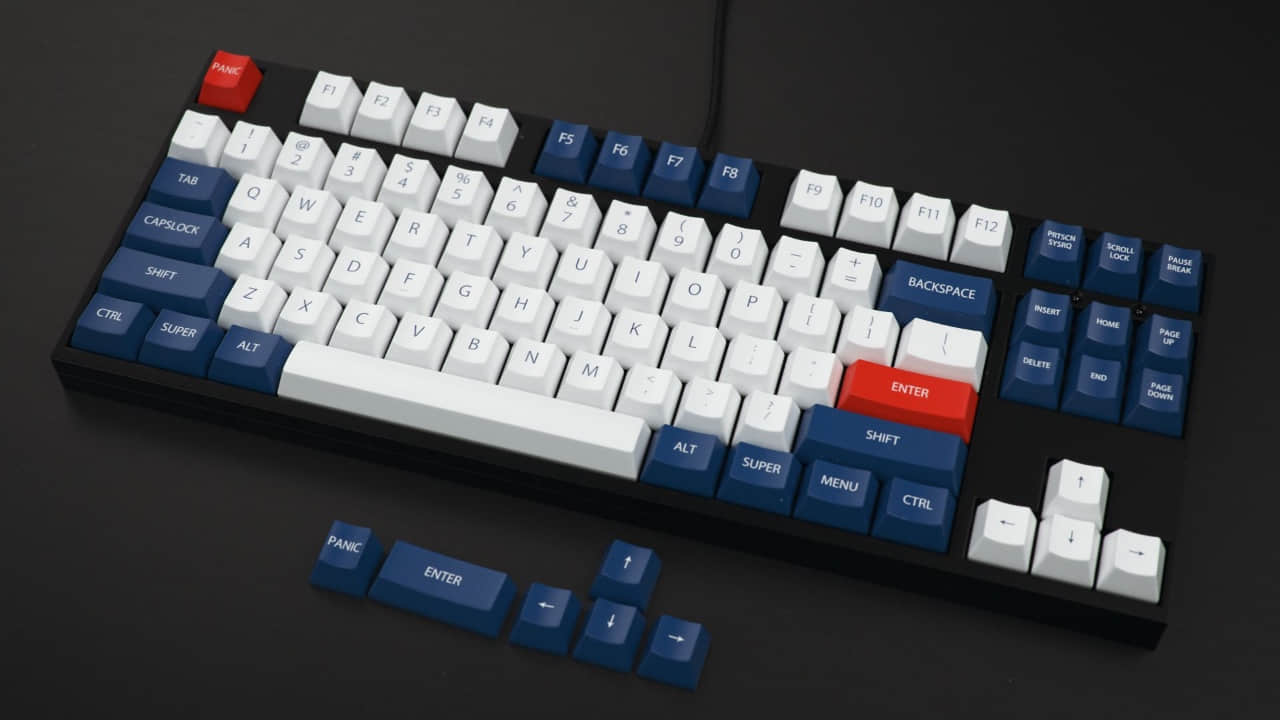 PANIC
F1 F2 F3 F4 F5 F6 F7 F8 F9 F10 F11 F12
PRTSCN
SYSRQ
SCROLL
LOCK
PAUSE
BREAK
! @ # $ % ^ & * ( ) _ +
1 2 3 4 5 6 7 8 9 0 - =
BACKSPACE
INSERT
HOME
PAGE
UP
TAB
Q W E R T Y U I O P
{ } |
[ ] \
DELETE
END
PAGE
DOWN
CAPSLOCK
A S D F G H J K L
ENTER
SHIFT
Z X C V B N M
< > ?
, . /
SHIFT
↑
CTRL SUPER ALT
ALT SUPER MENU CTRL
← ↓ →
PANIC
ENTER
↑
← ↓ →